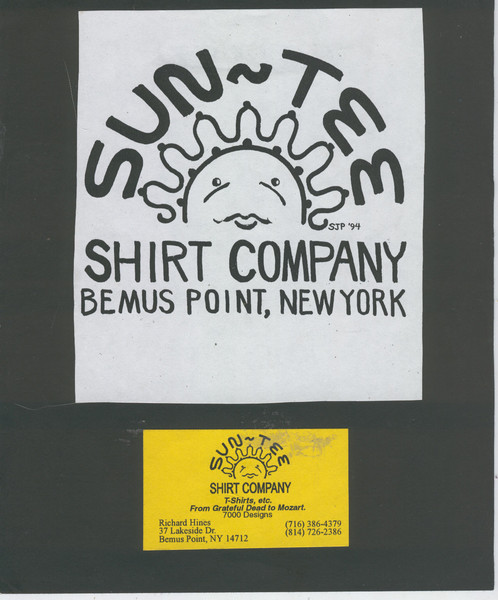 SUN~TEE
SJP '94
SHIRT COMPANY
BEMUS POINT, NEW YORK
SUN~TEE
SHIRT COMPANY
T-Shirts, etc.
From Grateful Dead to Mozart.
7000 Designs
Richard Hines (716) 386-4379
37 Lakeside Dr. (814) 726-2386
Bemus Point, NY 14712